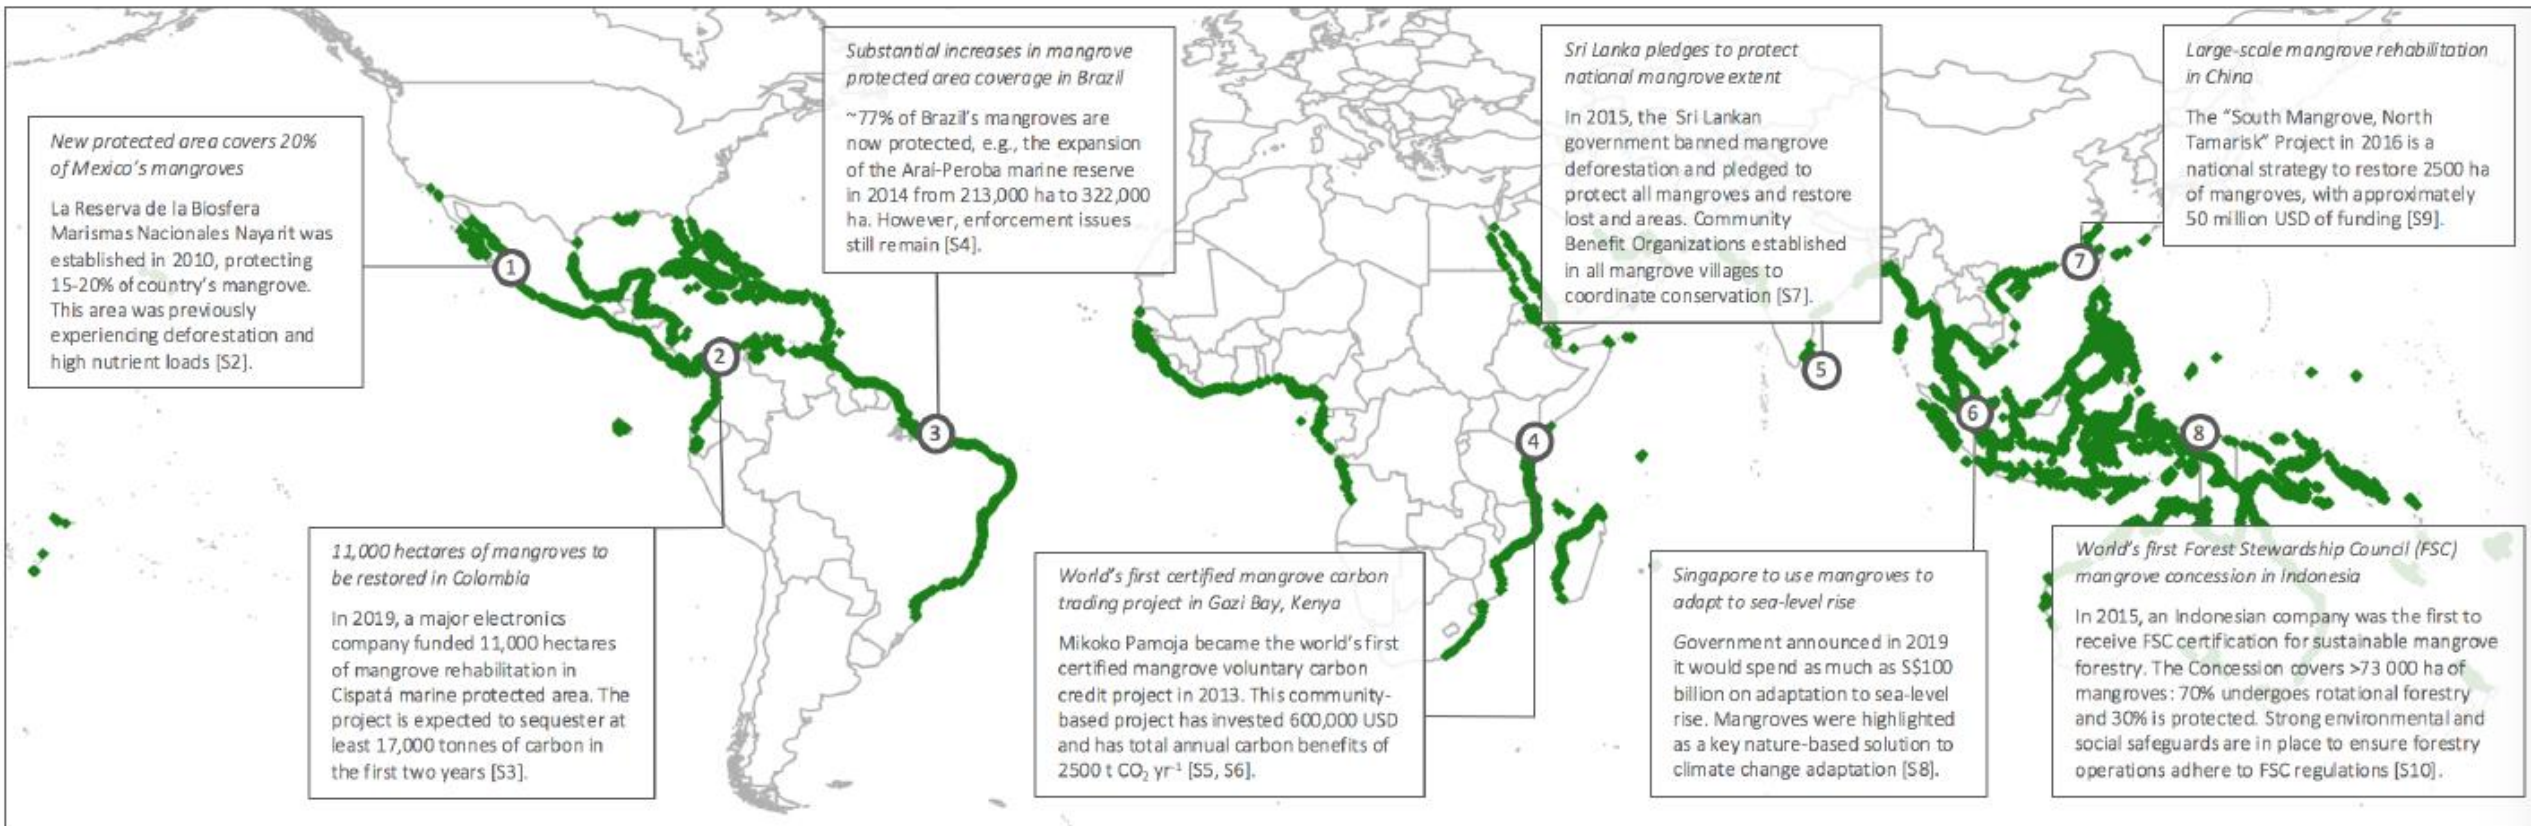 New protected area covers 20%
of Mexico's mangroves
La Reserva de la Biosfera
Marismas Nacionales Nayarit was
established in 2010, protecting
15-20% of country's mangrove.
This area was previously
experiencing deforestation and
high nutrient loads [S2].
Substantial increases in mangrove
protected area coverage in Brazil
~77% of Brazil's mangroves are
now protected, e.g., the expansion
of the Araí-Peroba marine reserve
in 2014 from 213,000 ha to 322,000
ha. However, enforcement issues
still remain [S4].
Sri Lanka pledges to protect
national mangrove extent
In 2015, the Sri Lankan
government banned mangrove
deforestation and pledged to
protect all mangroves and restore
lost and areas. Community
Benefit Organizations established
in all mangrove villages to
coordinate conservation [S7].
Large-scale mangrove rehabilitation
in China
The "South Mangrove, North
Tamarisk" Project in 2016 is a
national strategy to restore 2500 ha
of mangroves, with approximately
50 million USD of funding [S9].
1
2
3
4
5
6
7
8
11,000 hectares of mangroves to
be restored in Colombia
In 2019, a major electronics
company funded 11,000 hectares
of mangrove rehabilitation in
Cispatá marine protected area. The
project is expected to sequester at
least 17,000 tonnes of carbon in
the first two years [S3].
World's first certified mangrove carbon
trading project in Gazi Bay, Kenya
Mikoko Pamoja became the world's first
certified mangrove voluntary carbon
credit project in 2013. This community-
based project has invested 600,000 USD
and has total annual carbon benefits of
2500 t CO₂ yr⁻¹ [S5, S6].
Singapore to use mangroves to
adapt to sea-level rise
Government announced in 2019
it would spend as much as S$100
billion on adaptation to sea-level
rise. Mangroves were highlighted
as a key nature-based solution to
climate change adaptation [S8].
World's first Forest Stewardship Council (FSC)
mangrove concession in Indonesia
In 2015, an Indonesian company was the first to
receive FSC certification for sustainable mangrove
forestry. The Concession covers >73 000 ha of
mangroves: 70% undergoes rotational forestry
and 30% is protected. Strong environmental and
social safeguards are in place to ensure forestry
operations adhere to FSC regulations [S10].